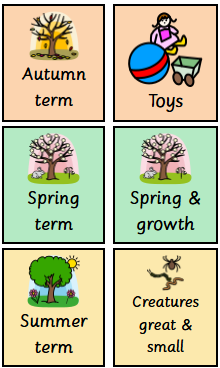 Autumn
term
Toys
Spring
term
Spring &
growth
Summer
term
Creatures
great &
small